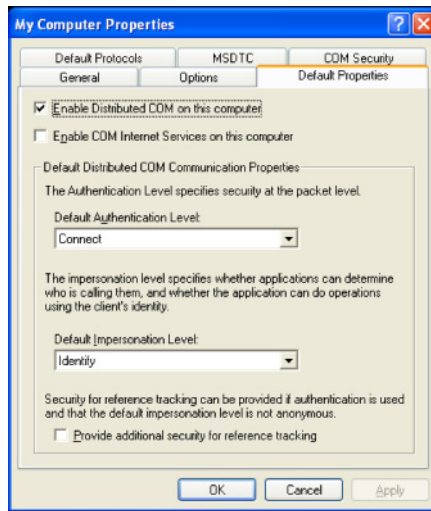 My Computer Properties
Default Protocols MSDTC COM Security
General Options Default Properties
Enable Distributed COM on this computer
Enable COM Internet Services on this computer
Default Distributed COM Communication Properties
The Authentication Level specifies security at the packet level.
Default Authentication Level:
Connect
The impersonation level specifies whether applications can determine
who is calling them, and whether the application can do operations
using the client's identity.
Default Impersonation Level:
Identify
Security for reference tracking can be provided if authentication is used
and that the default impersonation level is not anonymous.
Provide additional security for reference tracking
OK Cancel Apply